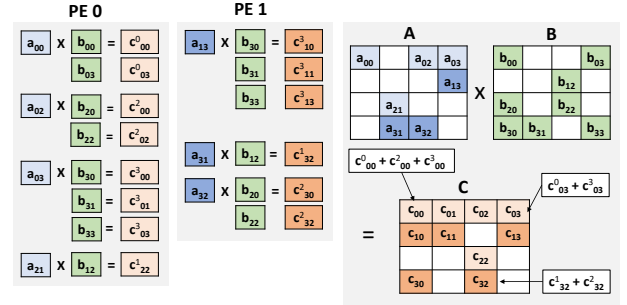 PE 0
a₀₀ X b₀₀ = c⁰₀₀
b₀₃ c⁰₀₃
a₀₂ X b₂₀ = c²₀₀
b₂₂ c²₀₂
a₀₃ X b₃₀ = c³₀₀
b₃₁ c³₀₁
b₃₃ c³₀₃
a₂₁ X b₁₂ = c¹₂₂
PE 1
a₁₃ X b₃₀ = c³₁₀
b₃₁ c³₁₁
b₃₃ c³₁₃
a₃₁ X b₁₂ = c¹₃₂
a₃₂ X b₂₀ = c²₃₀
b₂₂ c²₃₂
A
a₀₀ a₀₂ a₀₃
a₁₃
a₂₁
a₃₁ a₃₂
X
B
b₀₀ b₀₃
b₁₂
b₂₀ b₂₂
b₃₀ b₃₁ b₃₃
c⁰₀₀ + c²₀₀ + c³₀₀
C
c⁰₀₃ + c³₀₃
=
c₀₀ c₀₁ c₀₂ c₀₃
c₁₀ c₁₁ c₁₃
c₂₂
c₃₀ c₃₂
c¹₃₂ + c²₃₂